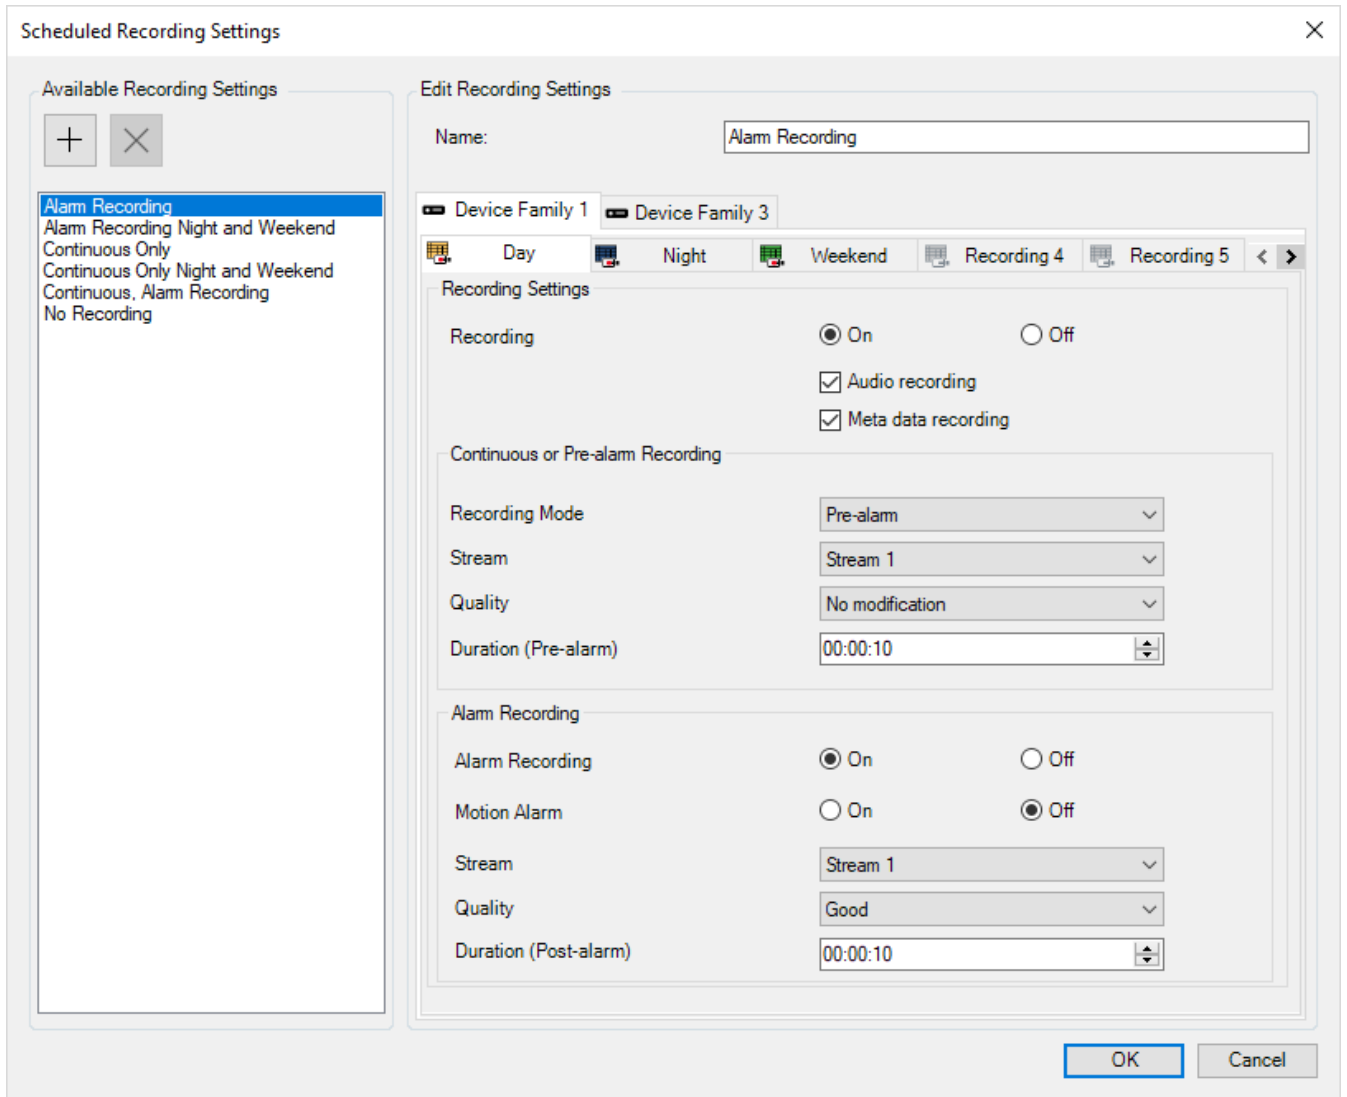 Scheduled Recording Settings
Available Recording Settings
Alarm Recording
Alarm Recording Night and Weekend
Continuous Only
Continuous Only Night and Weekend
Continuous, Alarm Recording
No Recording
Edit Recording Settings
Name: Alarm Recording
Device Family 1 Device Family 3
Day Night Weekend Recording 4 Recording 5
Recording Settings
Recording On Off
Audio recording
Meta data recording
Continuous or Pre-alarm Recording
Recording Mode Pre-alarm
Stream Stream 1
Quality No modification
Duration (Pre-alarm) 00:00:10
Alarm Recording
Alarm Recording On Off
Motion Alarm On Off
Stream Stream 1
Quality Good
Duration (Post-alarm) 00:00:10
OK Cancel